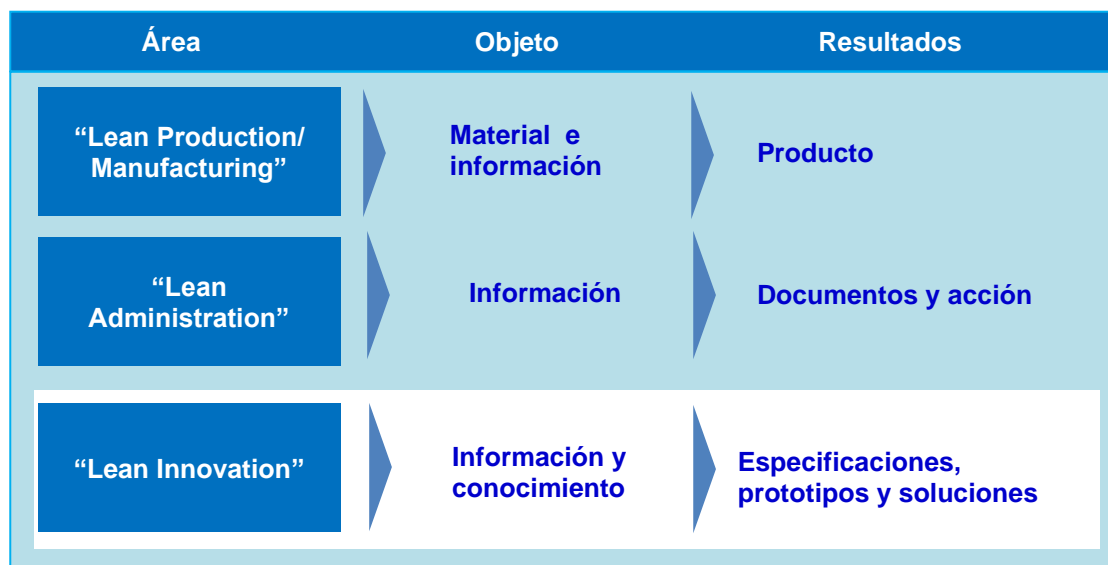 Área Objeto Resultados
“Lean Production/
Manufacturing”
Material e
información
Producto
“Lean
Administration”
Información
Documentos y acción
“Lean Innovation”
Información y
conocimiento
Especificaciones,
prototipos y soluciones